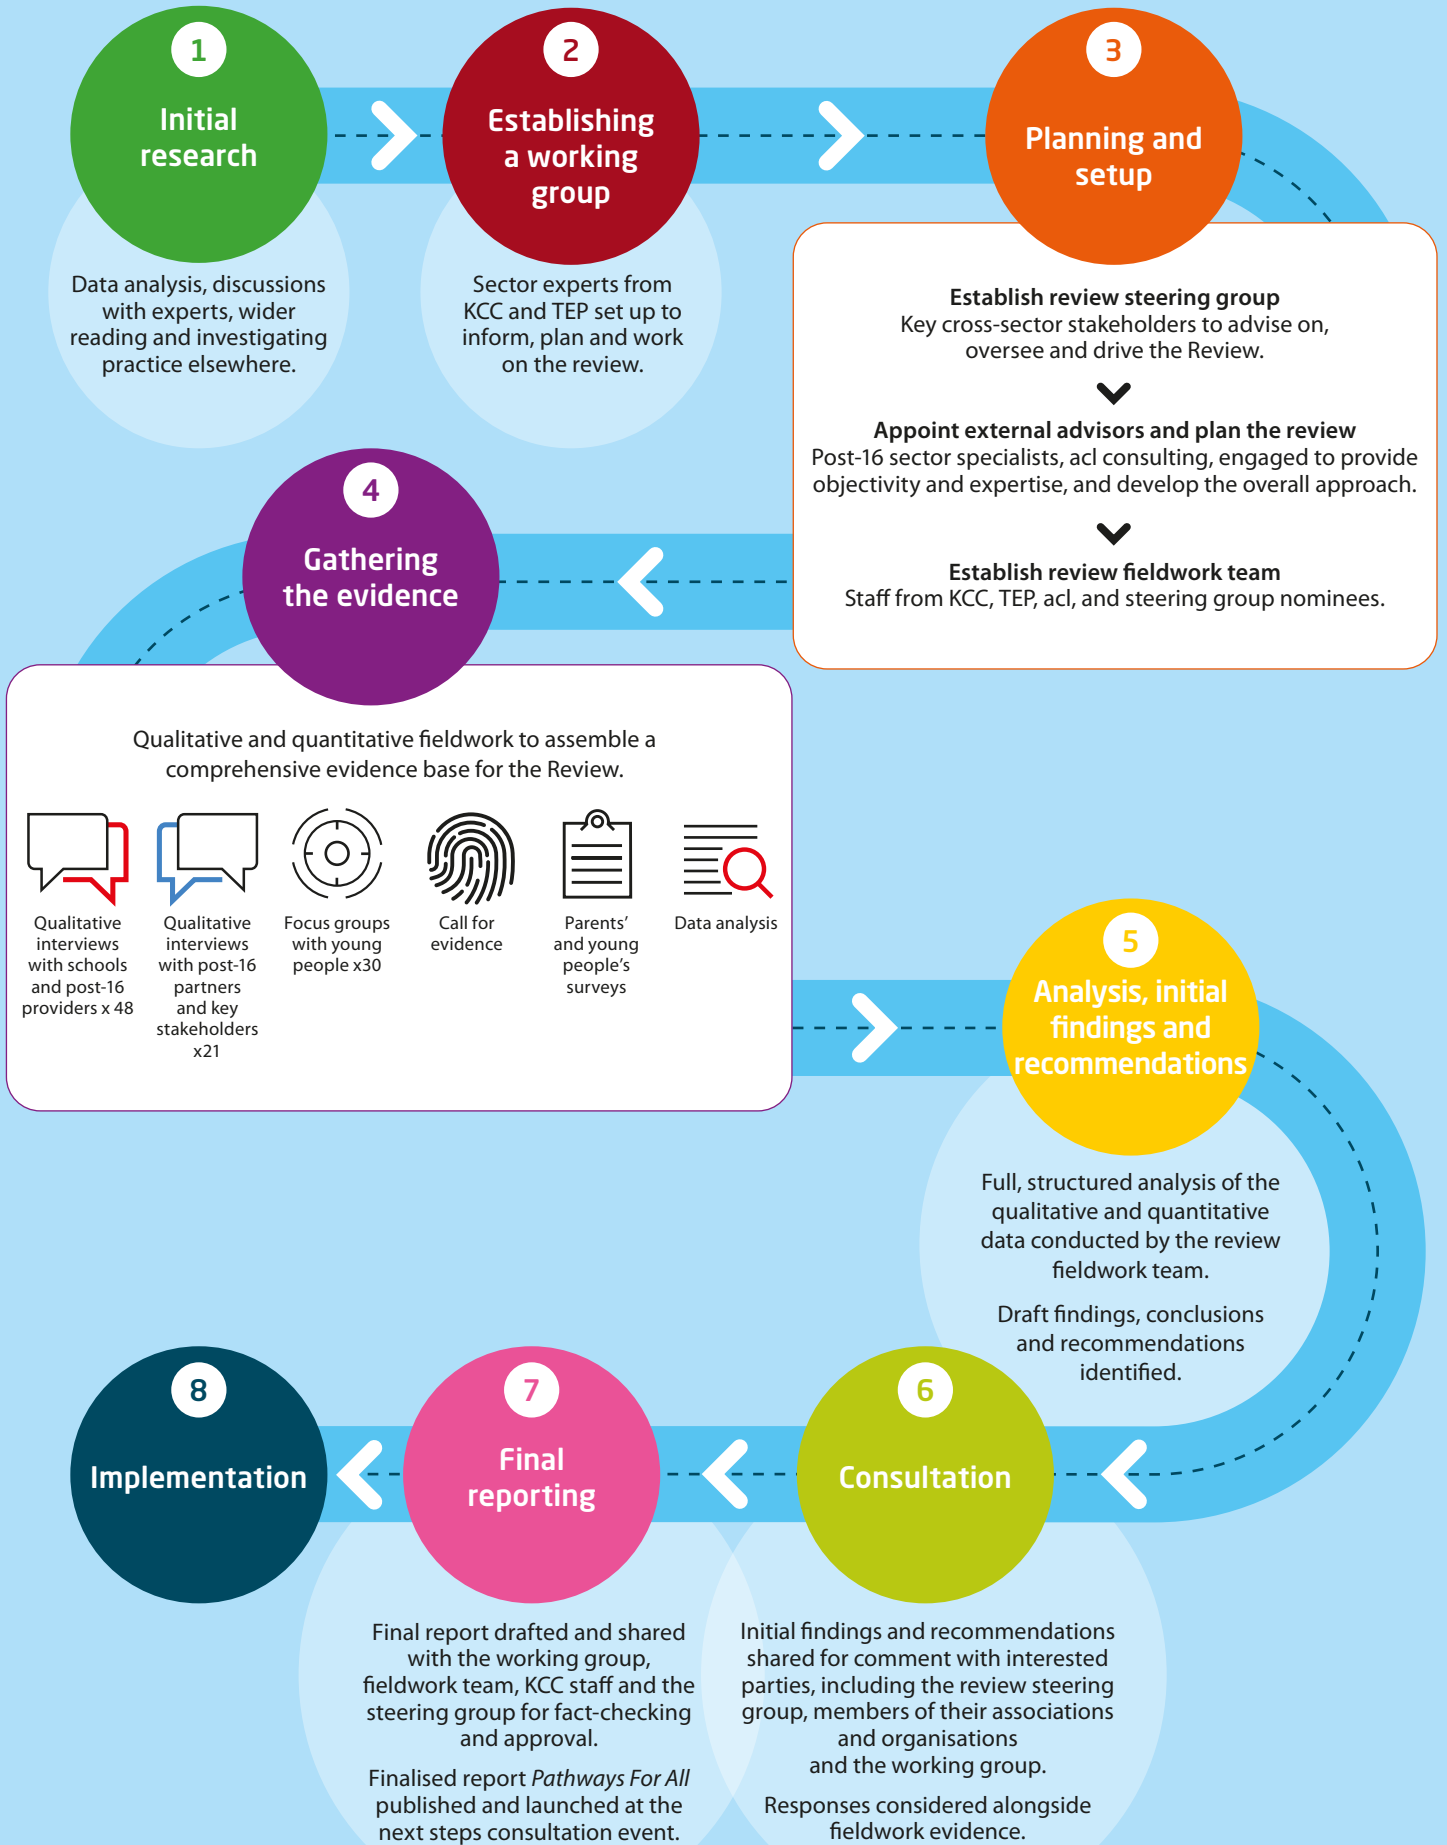 1
Initial
research
Data analysis, discussions
with experts, wider
reading and investigating
practice elsewhere.
2
Establishing
a working
group
Sector experts from
KCC and TEP set up to
inform, plan and work
on the review.
3
Planning and
setup
Establish review steering group
Key cross-sector stakeholders to advise on,
oversee and drive the Review.
Appoint external advisors and plan the review
Post-16 sector specialists, acl consulting, engaged to provide
objectivity and expertise, and develop the overall approach.
Establish review fieldwork team
Staff from KCC, TEP, acl, and steering group nominees.
4
Gathering
the evidence
Qualitative and quantitative fieldwork to assemble a
comprehensive evidence base for the Review.
Qualitative
interviews
with schools
and post-16
providers x 48
Qualitative
interviews
with post-16
partners
and key
stakeholders
x21
Focus groups
with young
people x30
Call for
evidence
Parents’
and young
people’s
surveys
Data analysis
5
Analysis, initial
findings and
recommendations
Full, structured analysis of the
qualitative and quantitative
data conducted by the review
fieldwork team.
Draft findings, conclusions
and recommendations
identified.
6
Consultation
Initial findings and recommendations
shared for comment with interested
parties, including the review steering
group, members of their associations
and organisations
and the working group.
Responses considered alongside
fieldwork evidence.
7
Final
reporting
Final report drafted and shared
with the working group,
fieldwork team, KCC staff and the
steering group for fact-checking
and approval.
Finalised report Pathways For All
published and launched at the
next steps consultation event.
8
Implementation